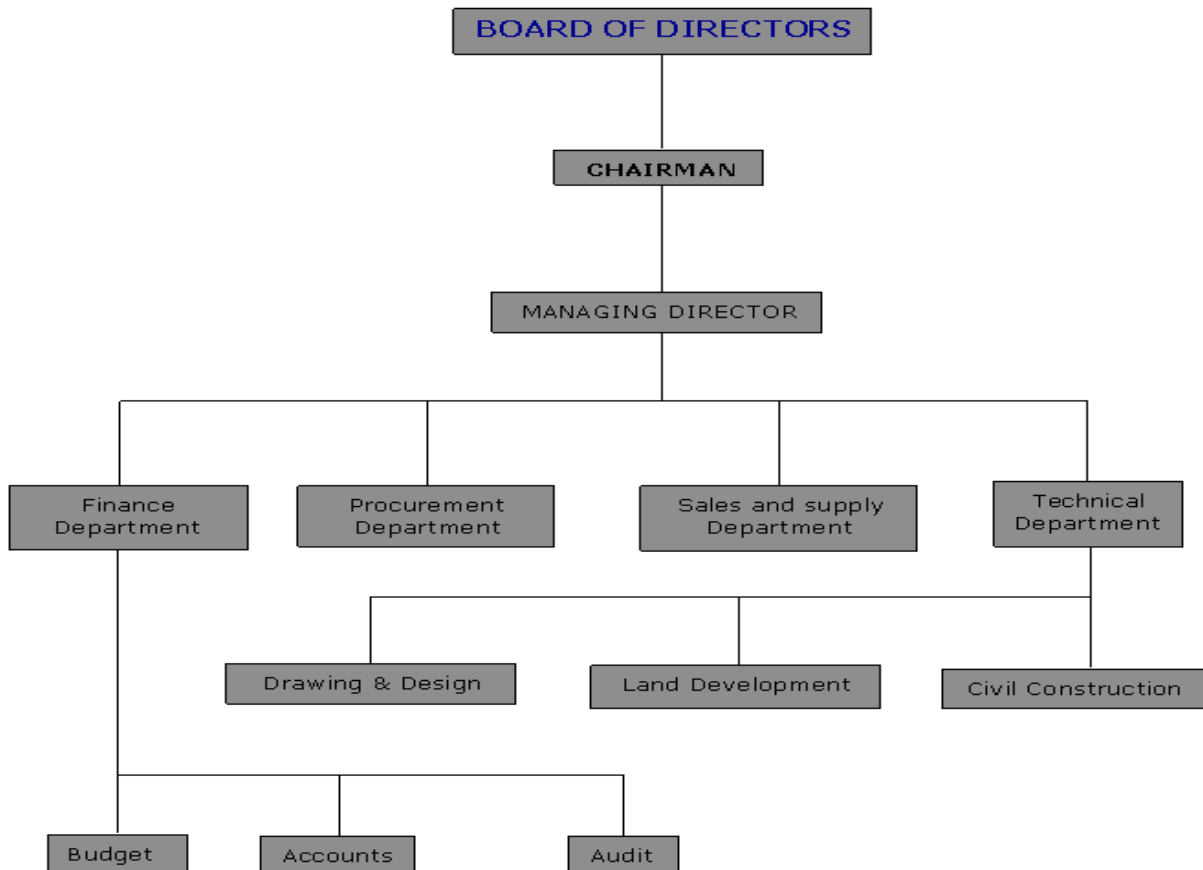 BOARD OF DIRECTORS
CHAIRMAN
MANAGING DIRECTOR
Finance
Department
Procurement
Department
Sales and supply
Department
Technical
Department
Drawing & Design
Land Development
Civil Construction
Budget
Accounts
Audit